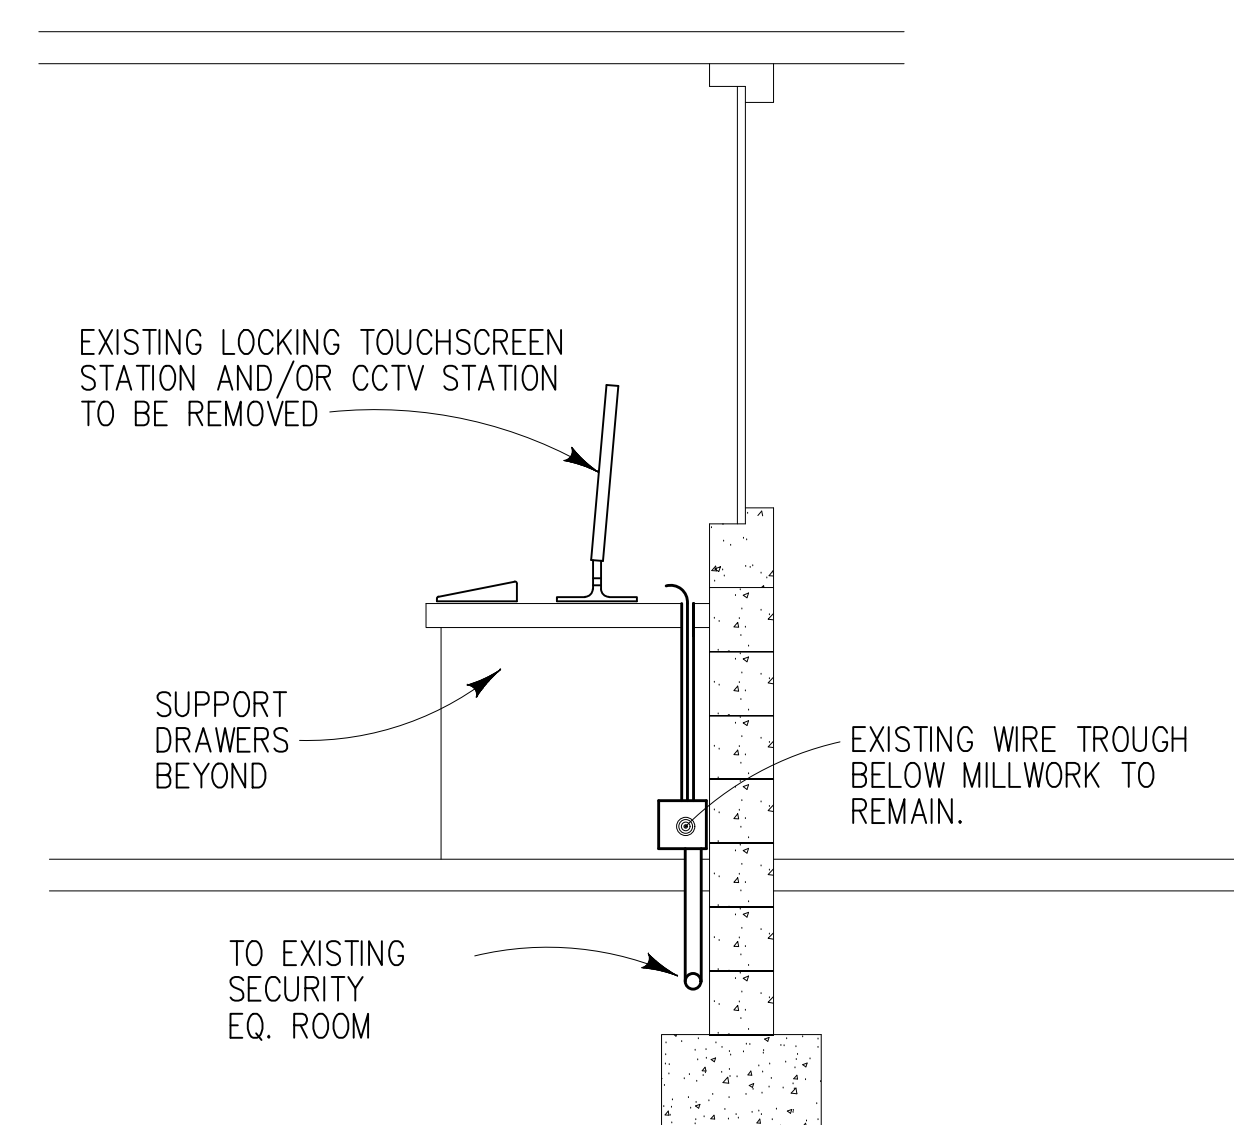 EXISTING LOCKING TOUCHSCREEN
STATION AND/OR CCTV STATION
TO BE REMOVED
SUPPORT
DRAWERS
BEYOND
EXISTING WIRE TROUGH
BELOW MILLWORK TO
REMAIN.
TO EXISTING
SECURITY
EQ. ROOM